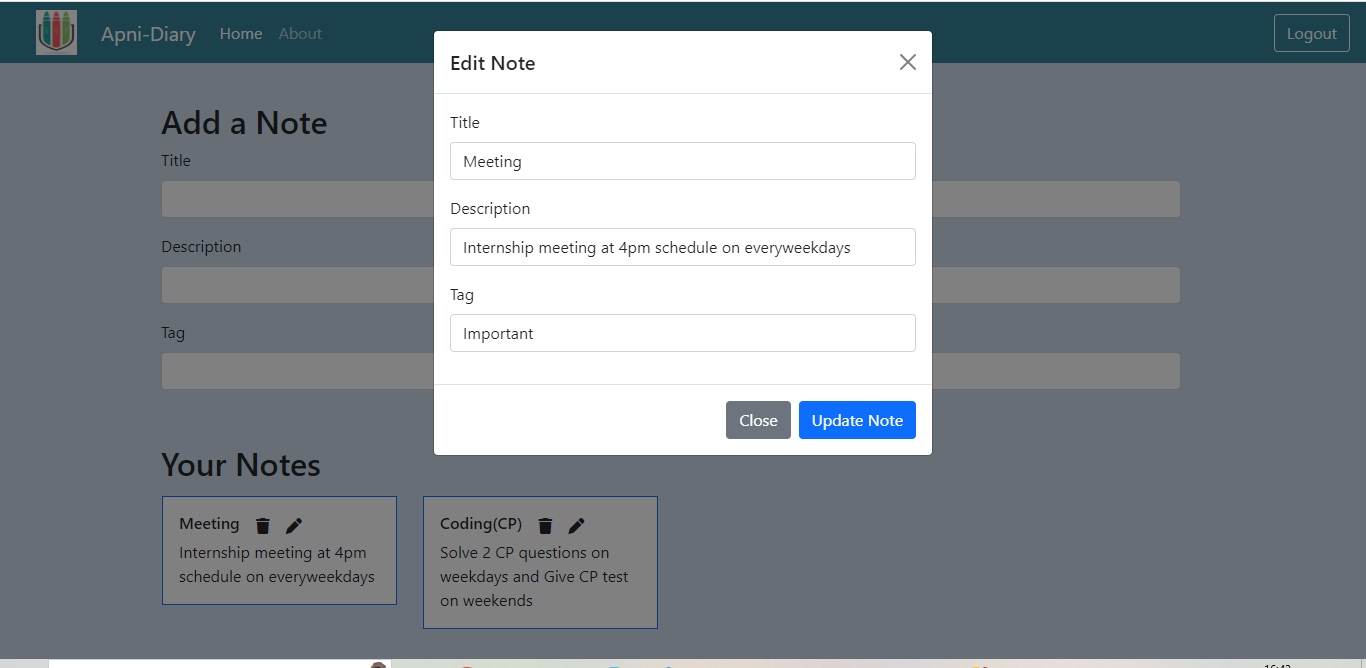 Apni-Diary Home About Logout
Edit Note
Title
Meeting
Description
Internship meeting at 4pm schedule on everyweekdays
Tag
Important
Close Update Note
Add a Note
Title
Description
Tag
Your Notes
Meeting
Internship meeting at 4pm
schedule on everyweekdays
Coding(CP)
Solve 2 CP questions on
weekdays and Give CP test
on weekends